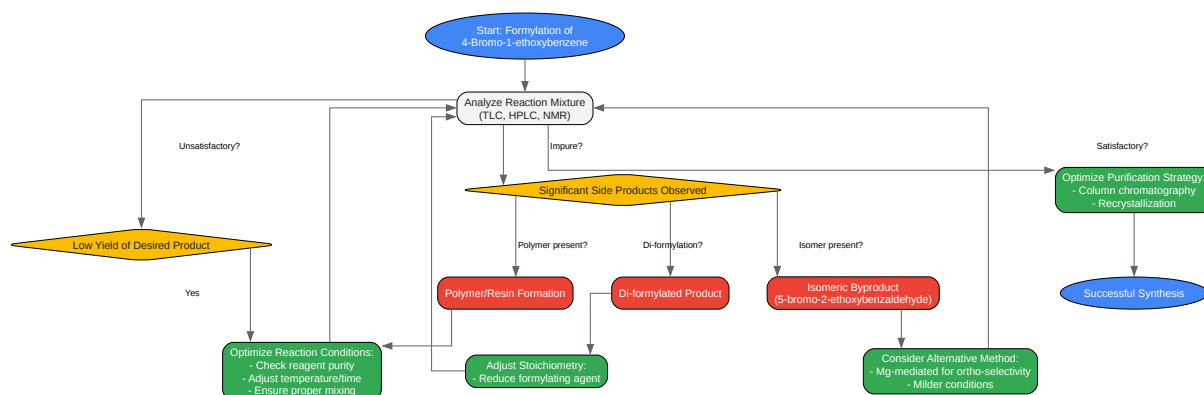 Start: Formylation of
4-Bromo-1-ethoxybenzene
Analyze Reaction Mixture
(TLC, HPLC, NMR)
Unsatisfactory?
Impure?
Satisfactory?
Significant Side Products Observed
Optimize Purification Strategy:
- Column chromatography
- Recrystallization
Low Yield of Desired Product
Polymer present?
Di-formylation?
Isomer present?
Yes
Polymer/Resin Formation
Di-formylated Product
Isomeric Byproduct
(5-bromo-2-ethoxybenzaldehyde)
Successful Synthesis
Optimize Reaction Conditions:
- Check reagent purity
- Adjust temperature/time
- Ensure proper mixing
Adjust Stoichiometry:
- Reduce formylating agent
Consider Alternative Method:
- Mg-mediated for ortho-selectivity
- Milder conditions